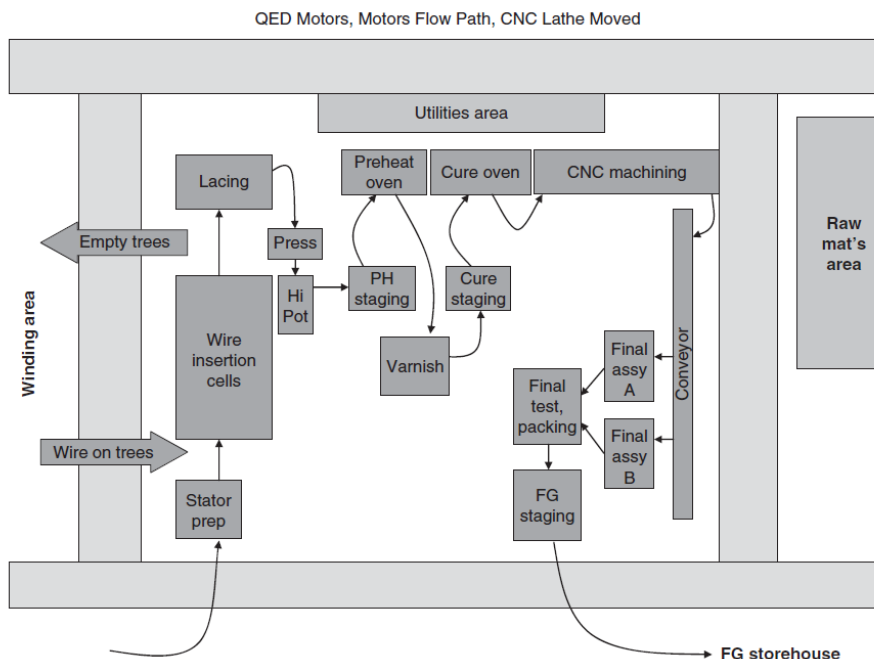 QED Motors, Motors Flow Path, CNC Lathe Moved
Utilities area
Lacing
Preheat
oven
Cure oven
CNC machining
Empty trees
Press
Raw
mat's
area
PH
staging
Cure
staging
Hi
Pot
Winding area
Wire
insertion
cells
Varnish
Final
assy
A
Conveyor
Final
test,
packing
Final
assy
B
Wire on trees
Stator
prep
FG
staging
FG storehouse